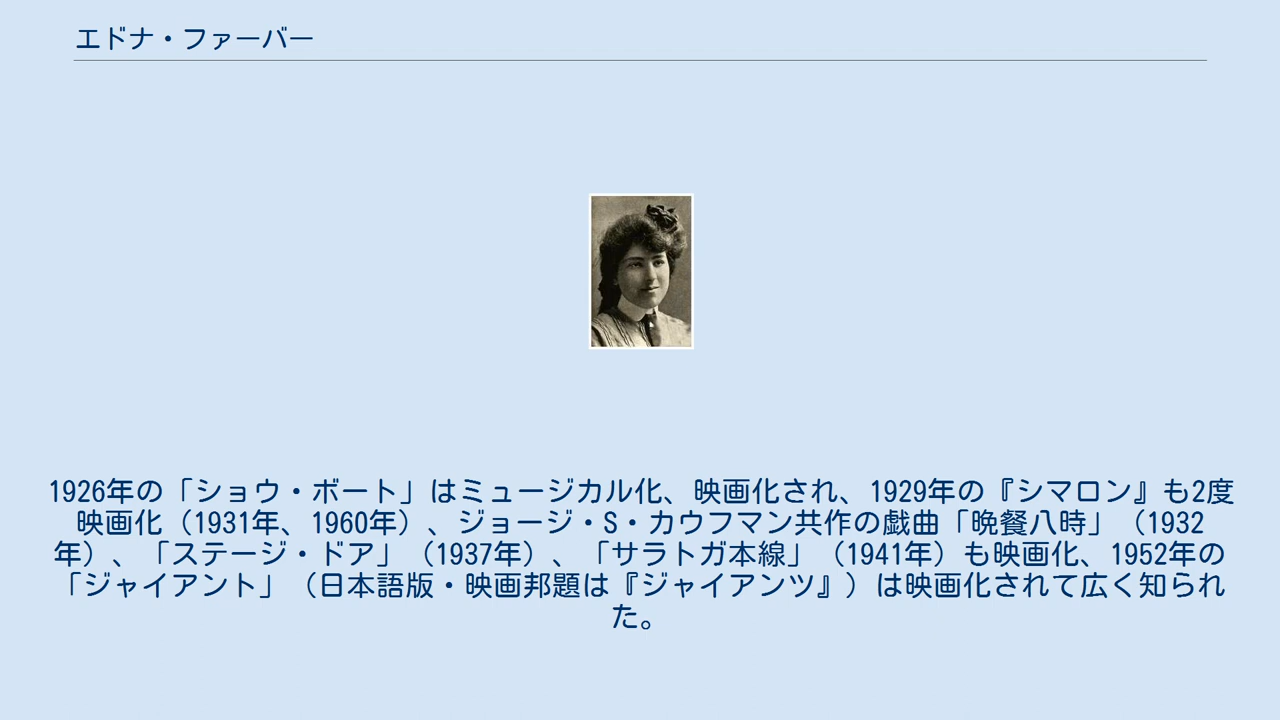 エドナ・ファーバー
1926年の「ショウ・ボート」はミュージカル化、映画化され、1929年の『シマロン』も2度
映画化（1931年、1960年）、ジョージ・S・カウフマン共作の戯曲「晩餐八時」（1932
年）、「ステージ・ドア」（1937年）、「サラトガ本線」（1941年）も映画化、1952年の
「ジャイアント」（日本語版・映画邦題は『ジャイアンツ』）は映画化されて広く知られ
た。